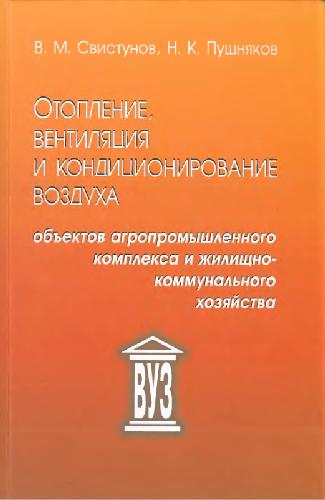 В. М. Свистунов, Н. К. Пушняков
Отопление,
вентиляция
и кондиционирование
воздуха
объектов агропромышленного
комплекса и жилищно-
коммунального
хозяйства
ВУЗ